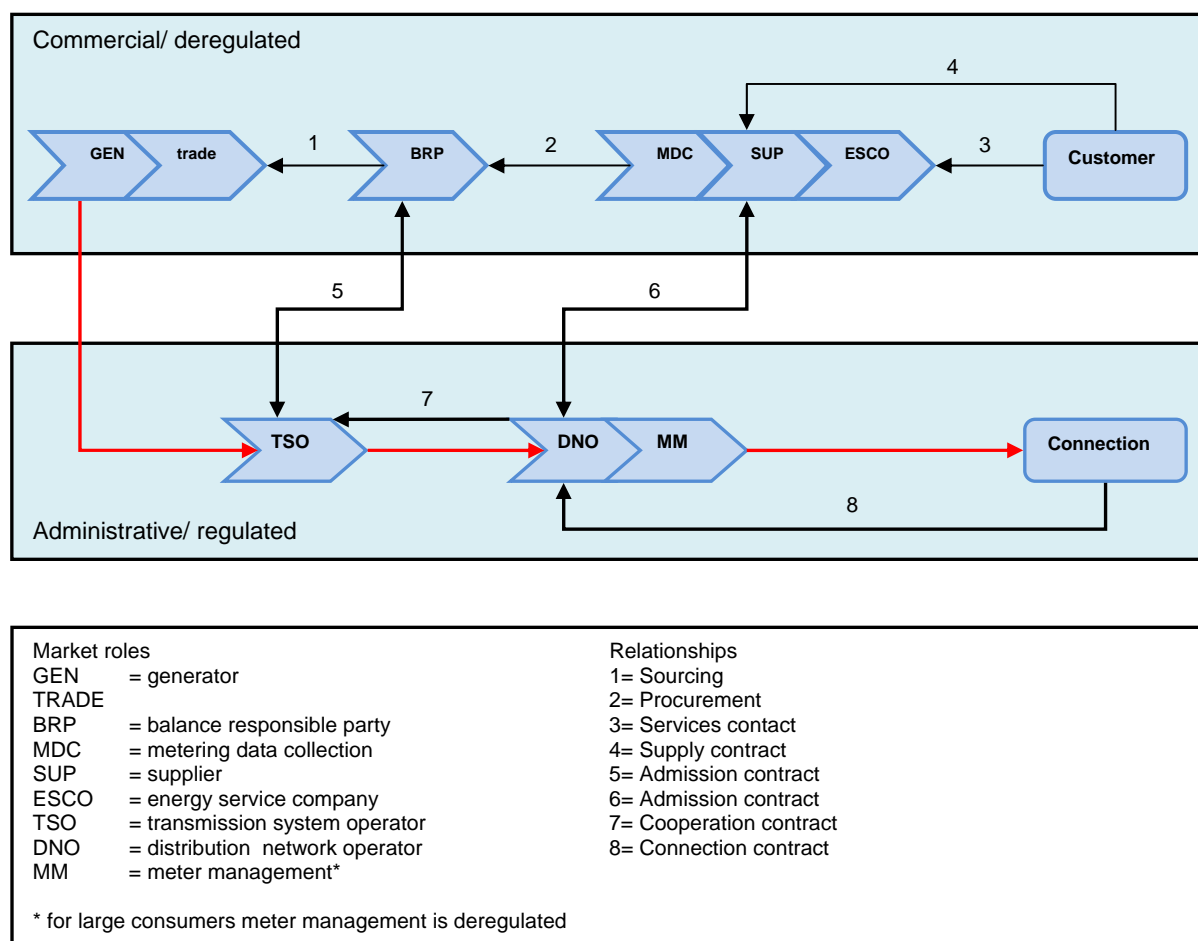 Commercial/ deregulated
4
GEN
trade
1
BRP
2
MDC
SUP
ESCO
3
Customer
5
6
7
TSO
DNO
MM
Connection
8
Administrative/ regulated
Market roles
GEN = generator
TRADE
BRP = balance responsible party
MDC = metering data collection
SUP = supplier
ESCO = energy service company
TSO = transmission system operator
DNO = distribution network operator
MM = meter management*
* for large consumers meter management is deregulated
Relationships
1= Sourcing
2= Procurement
3= Services contact
4= Supply contract
5= Admission contract
6= Admission contract
7= Cooperation contract
8= Connection contract